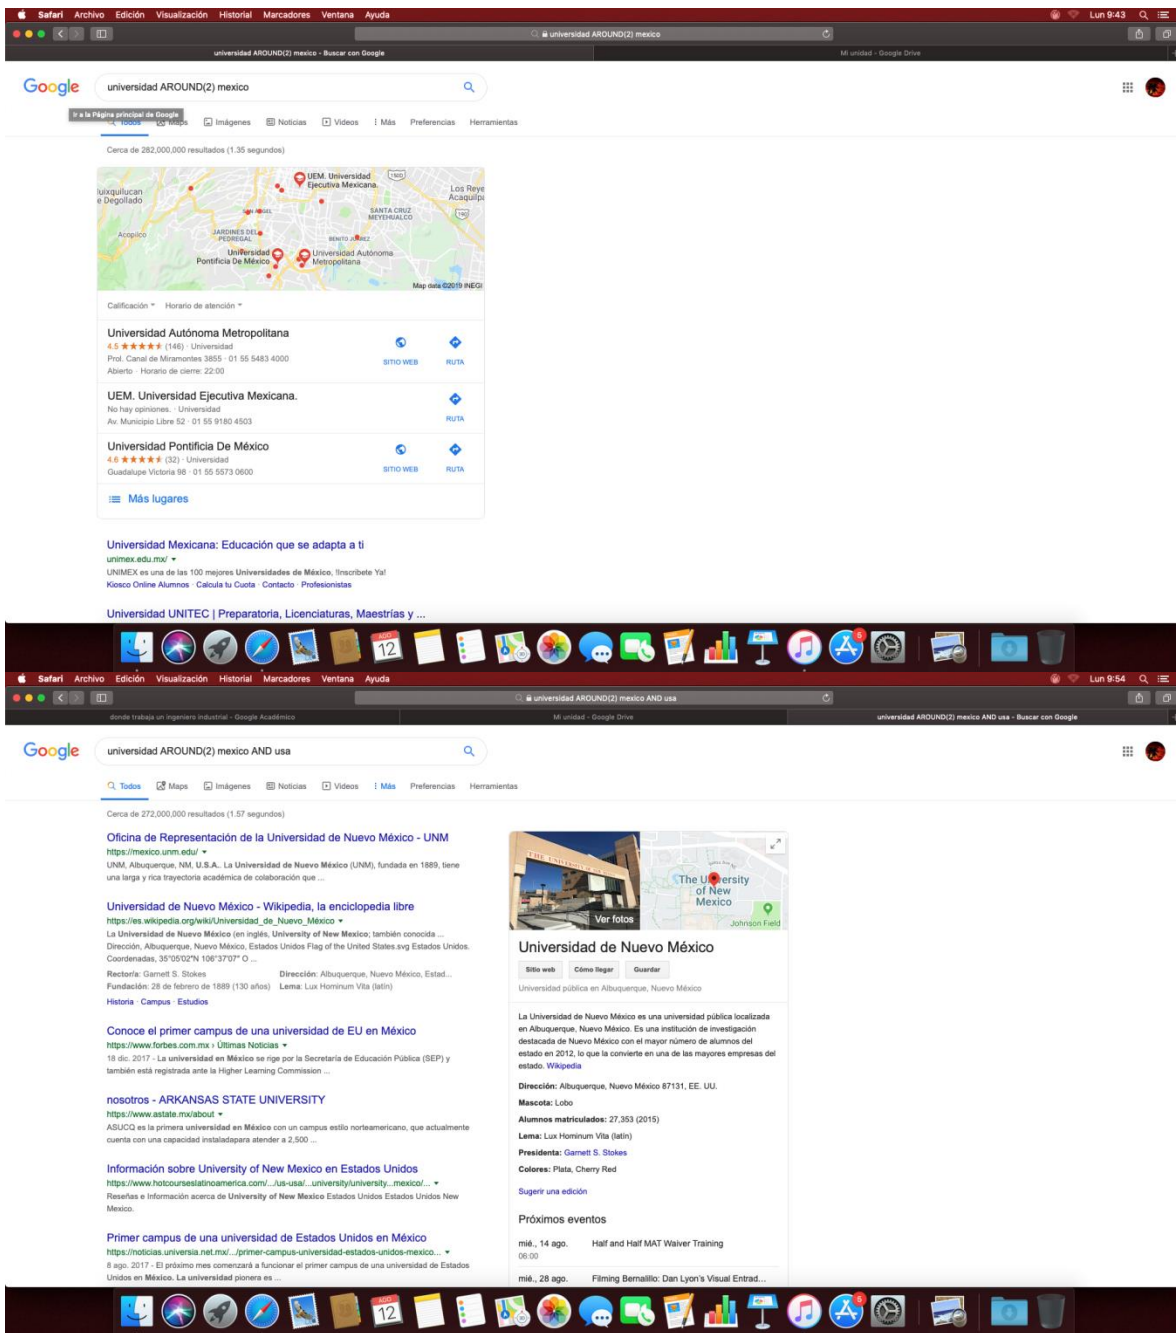 Safari Archivo Edición Visualización Historial Marcadores Ventana Ayuda Lun 9:43
universidad AROUND(2) mexico
universidad AROUND(2) mexico - Buscar con Google Mi unidad - Google Drive
Google universidad AROUND(2) mexico
Ir a la Página principal de Google
Todos Maps Imágenes Noticias Videos Más Preferencias Herramientas
Cerca de 282,000,000 resultados (1.35 segundos)
UEM. Universidad
Ejecutiva Mexicana.
150D
luixquilucan
e Degollado
Los Reye
Acaquilpa
SAN ÁNGEL
SANTA CRUZ
MEYEHUALCO
Acopilco
JARDINES DEL
PEDREGAL
BENITO JUÁREZ
Universidad
Pontificia De México
Universidad Autónoma
Metropolitana
Map data ©2019 INEGI
Calificación Horario de atención
Universidad Autónoma Metropolitana
4.5 ★★★★★ (146) · Universidad
Prol. Canal de Miramontes 3855 · 01 55 5483 4000
Abierto · Horario de cierre: 22:00
SITIO WEB RUTA
UEM. Universidad Ejecutiva Mexicana.
No hay opiniones. · Universidad
Av. Municipio Libre 52 · 01 55 9180 4503
RUTA
Universidad Pontificia De México
4.6 ★★★★★ (32) · Universidad
Guadalupe Victoria 98 · 01 55 5573 0600
SITIO WEB RUTA
Más lugares
Universidad Mexicana: Educación que se adapta a ti
unimex.edu.mx/
UNIMEX es una de las 100 mejores Universidades de México, !Inscribete Ya!
Kiosco Online Alumnos · Calcula tu Cuota · Contacto · Profesionistas
Universidad UNITEC | Preparatoria, Licenciaturas, Maestrías y ...
AGO
12
6
Safari Archivo Edición Visualización Historial Marcadores Ventana Ayuda Lun 9:54
universidad AROUND(2) mexico AND usa
donde trabaja un ingeniero industrial - Google Académico Mi unidad - Google Drive universidad AROUND(2) mexico AND usa - Buscar con Google
Google universidad AROUND(2) mexico AND usa
Todos Maps Imágenes Noticias Videos Más Preferencias Herramientas
Cerca de 272,000,000 resultados (1.57 segundos)
Oficina de Representación de la Universidad de Nuevo México - UNM
https://mexico.unm.edu/
UNM, Albuquerque, NM, U.S.A.. La Universidad de Nuevo México (UNM), fundada en 1889, tiene
una larga y rica trayectoria académica de colaboración que ...
Universidad de Nuevo México - Wikipedia, la enciclopedia libre
https://es.wikipedia.org/wiki/Universidad_de_Nuevo_México
La Universidad de Nuevo México (en inglés, University of New Mexico; también conocida ...
Dirección, Albuquerque, Nuevo México, Estados Unidos Flag of the United States.svg Estados Unidos.
Coordenadas, 35°05′02″N 106°37′07″ O ...
Rector/a: Garnett S. Stokes Dirección: Albuquerque, Nuevo México, Estad...
Fundación: 28 de febrero de 1889 (130 años) Lema: Lux Hominum Vita (latín)
Historia · Campus · Estudios
Conoce el primer campus de una universidad de EU en México
https://www.forbes.com.mx › Últimas Noticias
18 dic. 2017 - La universidad en México se rige por la Secretaría de Educación Pública (SEP) y
también está registrada ante la Higher Learning Commission ...
nosotros - ARKANSAS STATE UNIVERSITY
https://www.astate.mx/about
ASUCQ es la primera universidad en México con un campus estilo norteamericano, que actualmente
cuenta con una capacidad instaladapara atender a 2,500 ...
Información sobre University of New Mexico en Estados Unidos
https://www.hotcourseslatinoamerica.com/.../us-usa/...university/university...mexico/...
Reseñas e Información acerca de University of New Mexico Estados Unidos Estados Unidos New
Mexico.
Primer campus de una universidad de Estados Unidos en México
https://noticias.universia.net.mx/.../primer-campus-universidad-estados-unidos-mexico...
8 ago. 2017 - El próximo mes comenzará a funcionar el primer campus de una universidad de Estados
Unidos en México. La universidad pionera es ...
THE UNIVERSITY
Ver fotos
The University
of New
Mexico
Johnson Field
Universidad de Nuevo México
Sitio web Cómo llegar Guardar
Universidad pública en Albuquerque, Nuevo México
La Universidad de Nuevo México es una universidad pública localizada
en Albuquerque, Nuevo México. Es una institución de investigación
destacada de Nuevo México con el mayor número de alumnos del
estado en 2012, lo que la convierte en una de las mayores empresas del
estado. Wikipedia
Dirección: Albuquerque, Nuevo México 87131, EE. UU.
Mascota: Lobo
Alumnos matriculados: 27,353 (2015)
Lema: Lux Hominum Vita (latín)
Presidenta: Garnett S. Stokes
Colores: Plata, Cherry Red
Sugerir una edición
Próximos eventos
mié., 14 ago. Half and Half MAT Waiver Training
06:00
mié., 28 ago. Filming Bernalillo: Dan Lyon's Visual Entrad...
AGO
12
6